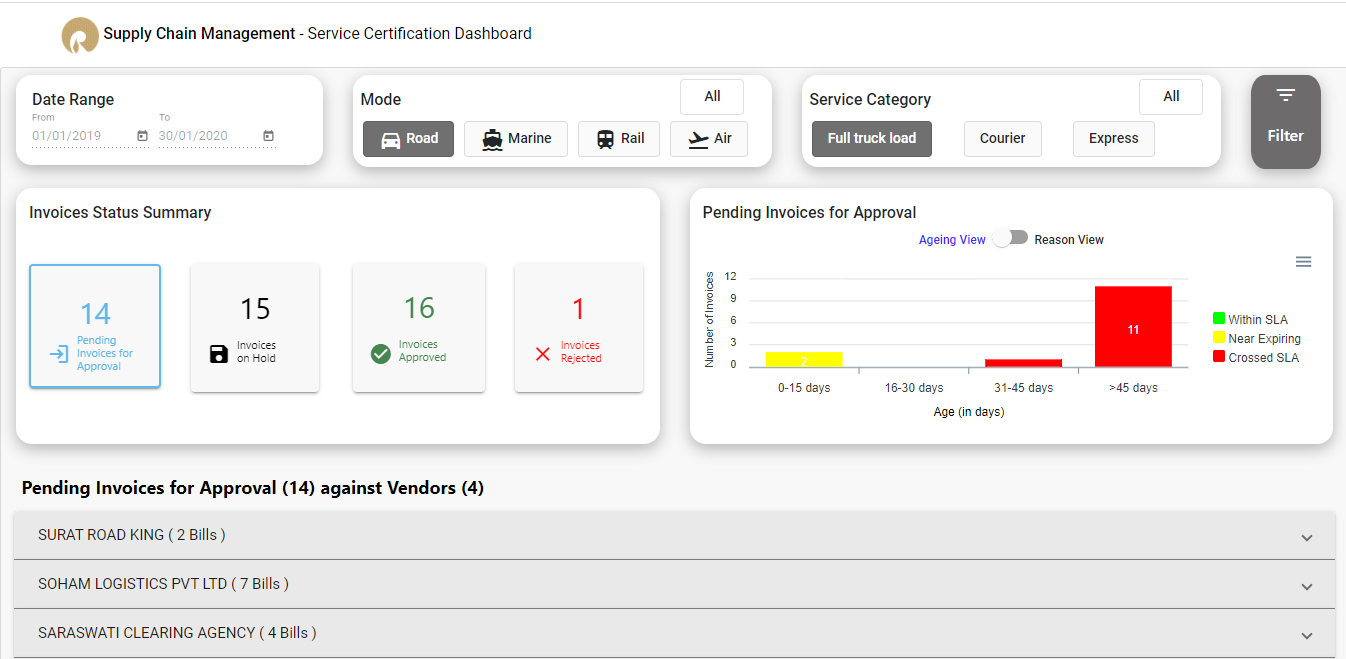 Supply Chain Management - Service Certification Dashboard
Date Range
From
To
01/01/2019
30/01/2020
Mode
All
Road
Marine
Rail
Air
Service Category
All
Full truck load
Courier
Express
Filter
Invoices Status Summary
14
Pending
Invoices for
Approval
15
Invoices
on Hold
16
Invoices
Approved
1
Invoices
Rejected
Pending Invoices for Approval
Ageing View
Reason View
Number of Invoices
12
9
6
3
0
2
11
0-15 days
16-30 days
31-45 days
>45 days
Age (in days)
Within SLA
Near Expiring
Crossed SLA
Pending Invoices for Approval (14) against Vendors (4)
SURAT ROAD KING ( 2 Bills )
SOHAM LOGISTICS PVT LTD ( 7 Bills )
SARASWATI CLEARING AGENCY ( 4 Bills )